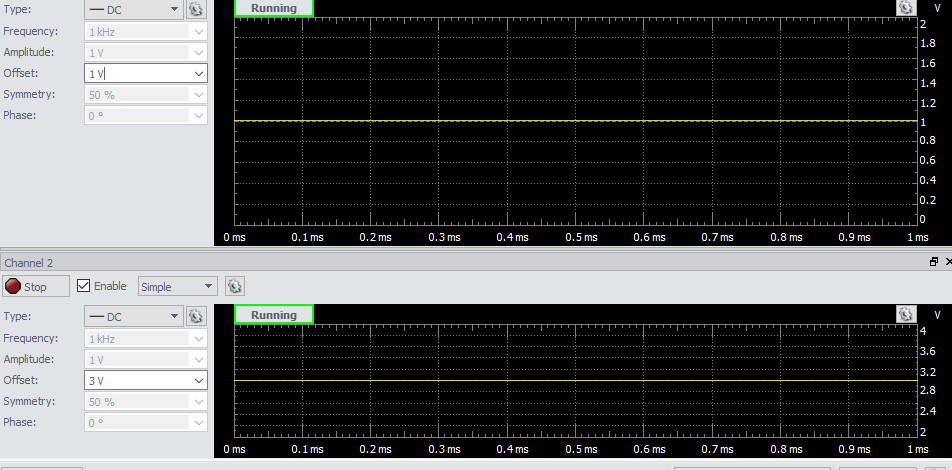 Type: DC Running V
Frequency: 1 kHz
Amplitude: 1 V
Offset: 1 V
Symmetry: 50 %
Phase: 0 °
2
1.8
1.6
1.4
1.2
1
0.8
0.6
0.4
0.2
0
0 ms 0.1 ms 0.2 ms 0.3 ms 0.4 ms 0.5 ms 0.6 ms 0.7 ms 0.8 ms 0.9 ms 1 ms
Channel 2
Stop Enable Simple
Type: DC Running V
Frequency: 1 kHz
Amplitude: 1 V
Offset: 3 V
Symmetry: 50 %
Phase: 0 °
4
3.6
3.2
2.8
2.4
2
0 ms 0.1 ms 0.2 ms 0.3 ms 0.4 ms 0.5 ms 0.6 ms 0.7 ms 0.8 ms 0.9 ms 1 ms